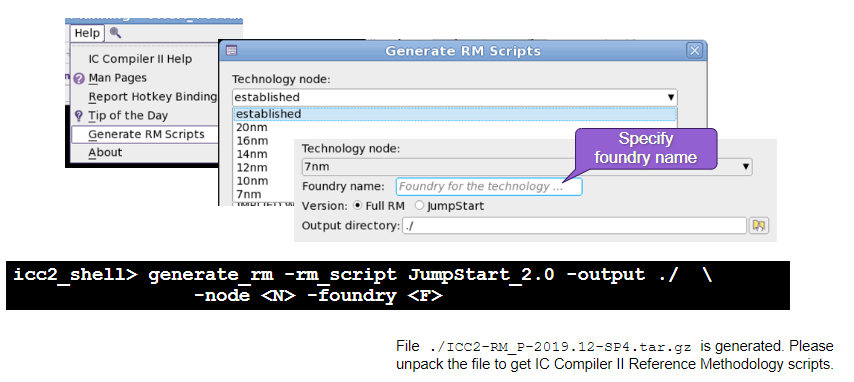 Help
IC Compiler II Help
Man Pages
Report Hotkey Binding
Tip of the Day
Generate RM Scripts
About
Generate RM Scripts
Technology node:
established
established
20nm
16nm
14nm
12nm
10nm
7nm
Technology node:
7nm
Foundry name: Foundry for the technology ...
Version: Full RM JumpStart
Output directory: ./
Specify
foundry name
icc2_shell> generate_rm -rm_script JumpStart_2.0 -output ./ \
-node <N> -foundry <F>
File ./ICC2-RM_P-2019.12-SP4.tar.gz is generated. Please
unpack the file to get IC Compiler II Reference Methodology scripts.